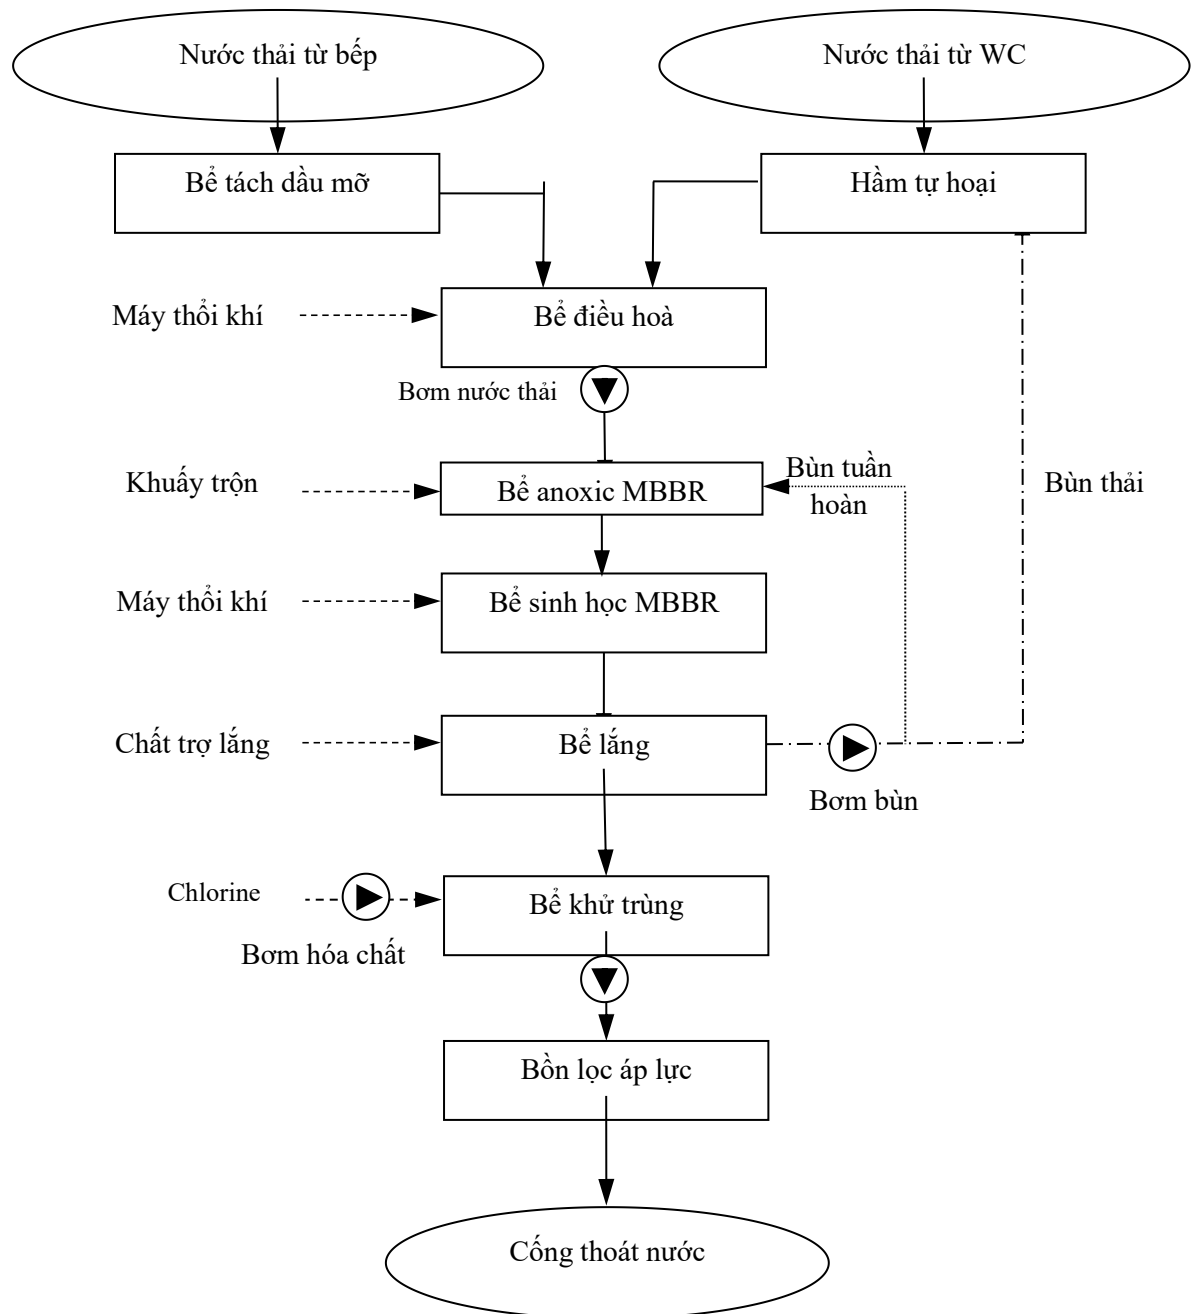 Nước thải từ bếp
Nước thải từ WC
Bể tách dầu mỡ
Hầm tự hoại
Máy thổi khí
Bể điều hoà
Bơm nước thải
Khuấy trộn
Bể anoxic MBBR
Bùn tuần
hoàn
Bùn thải
Máy thổi khí
Bể sinh học MBBR
Chất trợ lắng
Bể lắng
Bơm bùn
Chlorine
Bể khử trùng
Bơm hóa chất
Bồn lọc áp lực
Cống thoát nước